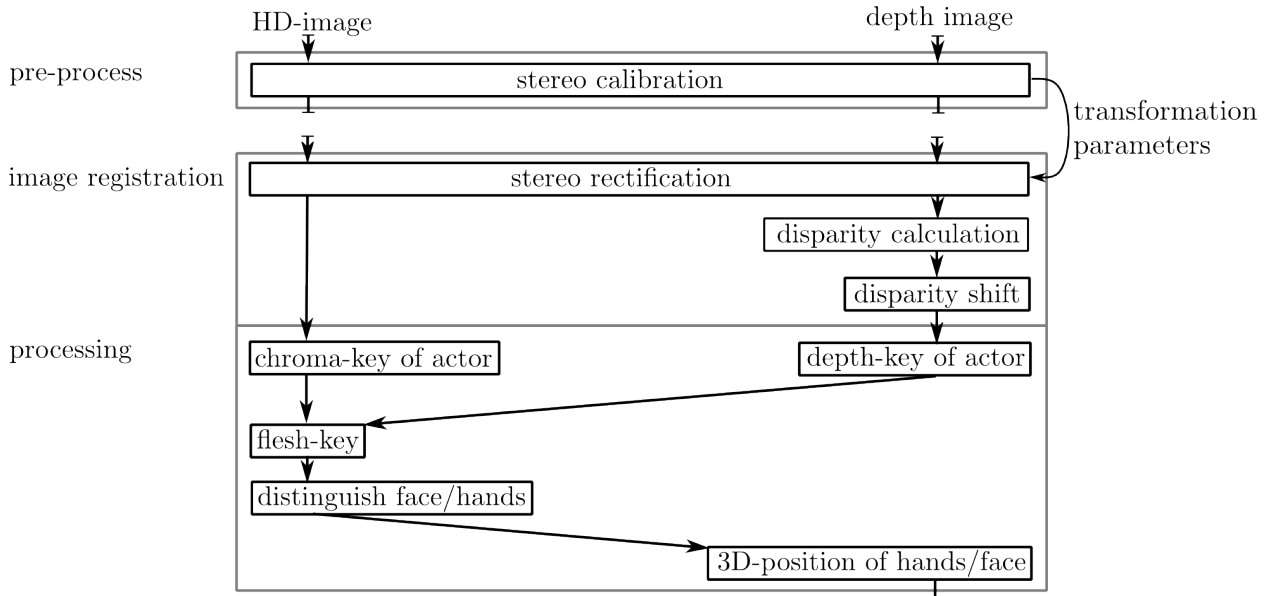 HD-image
depth image
pre-process
stereo calibration
transformation
parameters
image registration
stereo rectification
disparity calculation
disparity shift
processing
chroma-key of actor
depth-key of actor
flesh-key
distinguish face/hands
3D-position of hands/face